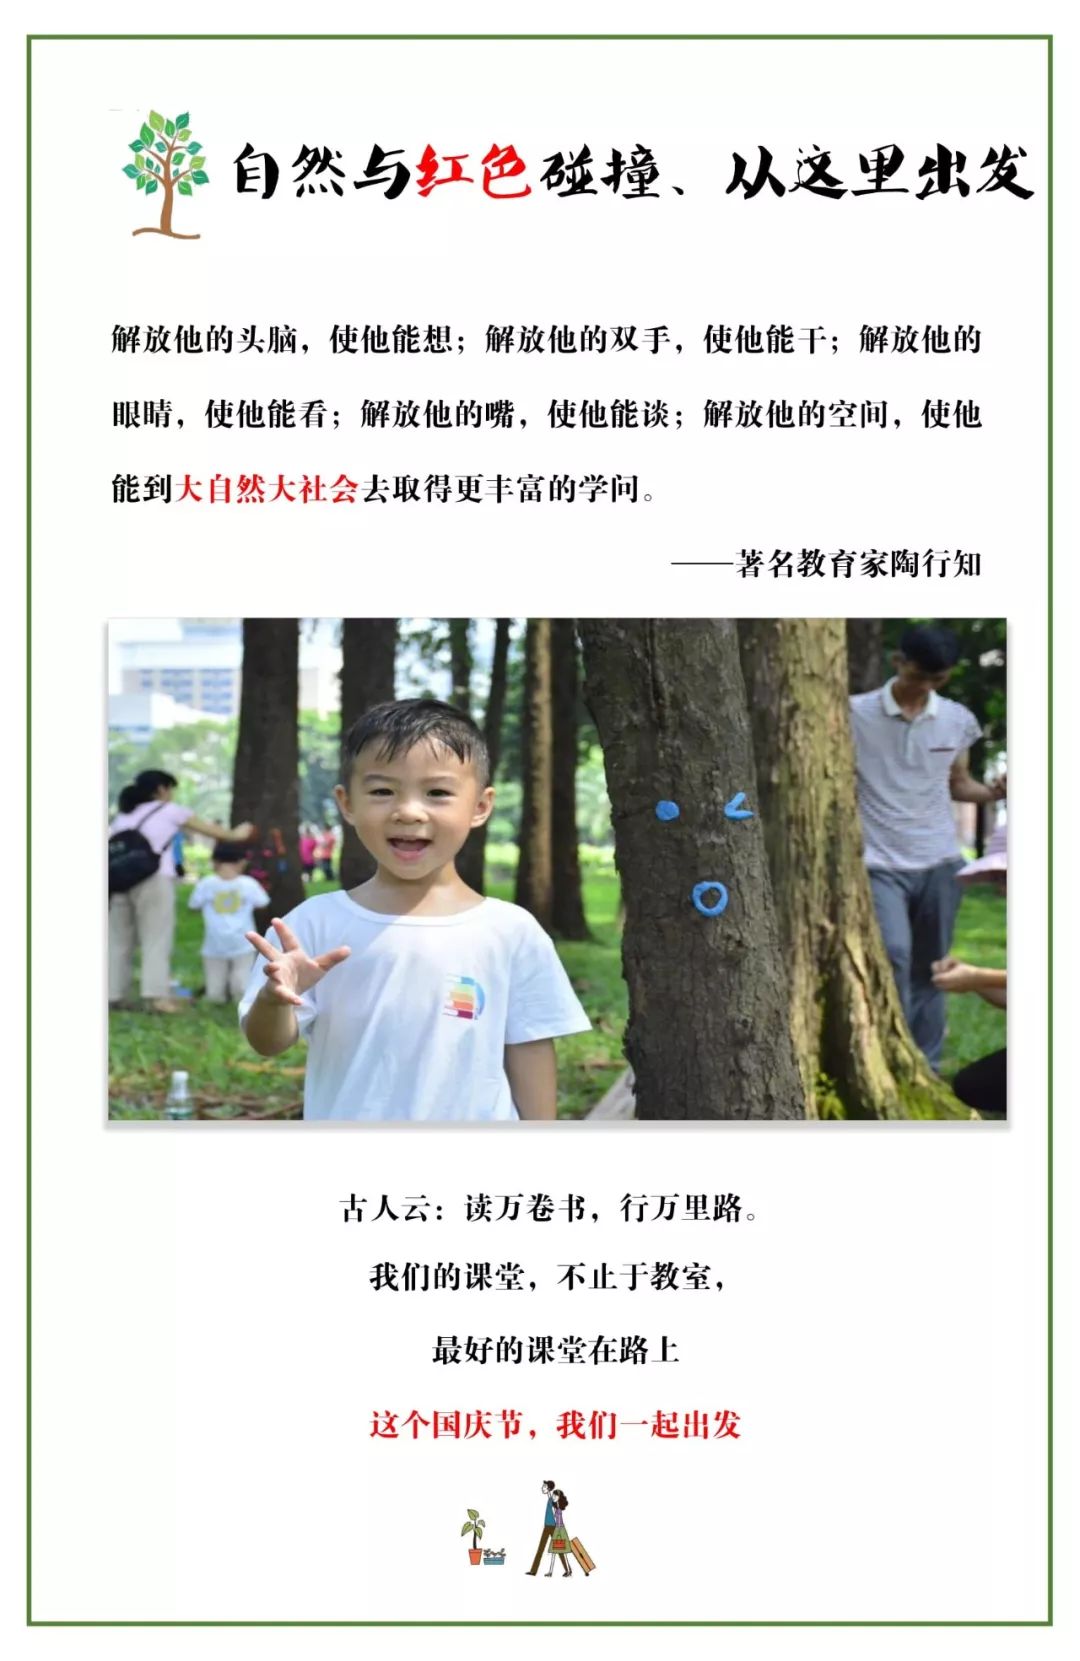 自然与红色碰撞、从这里出发
解放他的头脑，使他能想；解放他的双手，使他能干；解放他的
眼睛，使他能看；解放他的嘴，使他能谈；解放他的空间，使他
能到大自然大社会去取得更丰富的学问。
——著名教育家陶行知
古人云：读万卷书，行万里路。
我们的课堂，不止于教室，
最好的课堂在路上
这个国庆节，我们一起出发